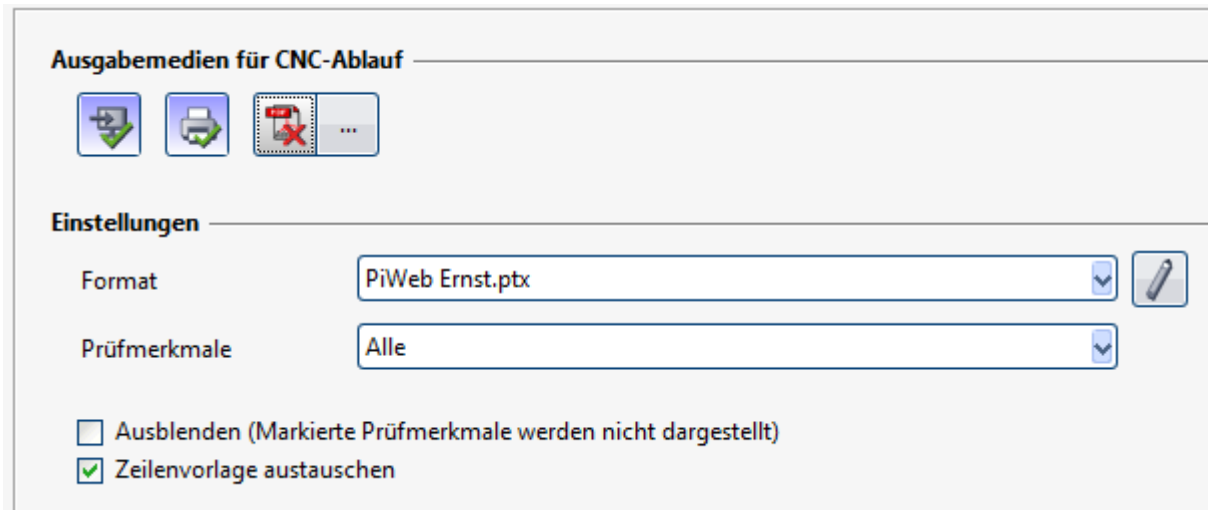 Ausgabemedien für CNC-Ablauf
PDF
...
Einstellungen
Format PiWeb Ernst.ptx
Prüfmerkmale Alle
Ausblenden (Markierte Prüfmerkmale werden nicht dargestellt)
Zeilenvorlage austauschen